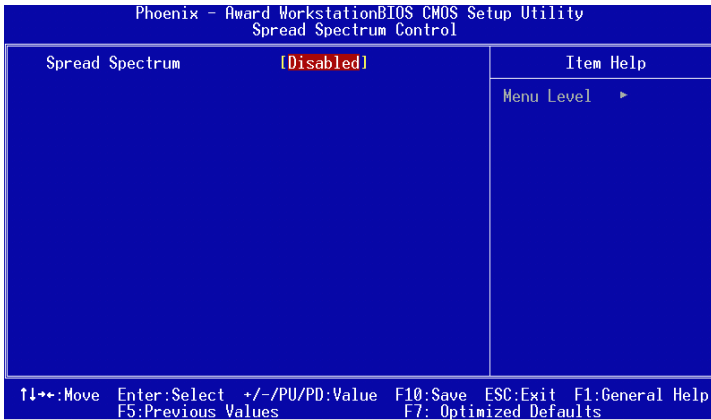 Phoenix - Award WorkstationBIOS CMOS Setup Utility
Spread Spectrum Control
Spread Spectrum [Disabled]
Item Help
Menu Level ►
↑↓→←:Move Enter:Select +/-/PU/PD:Value F10:Save ESC:Exit F1:General Help
F5:Previous Values F7: Optimized Defaults